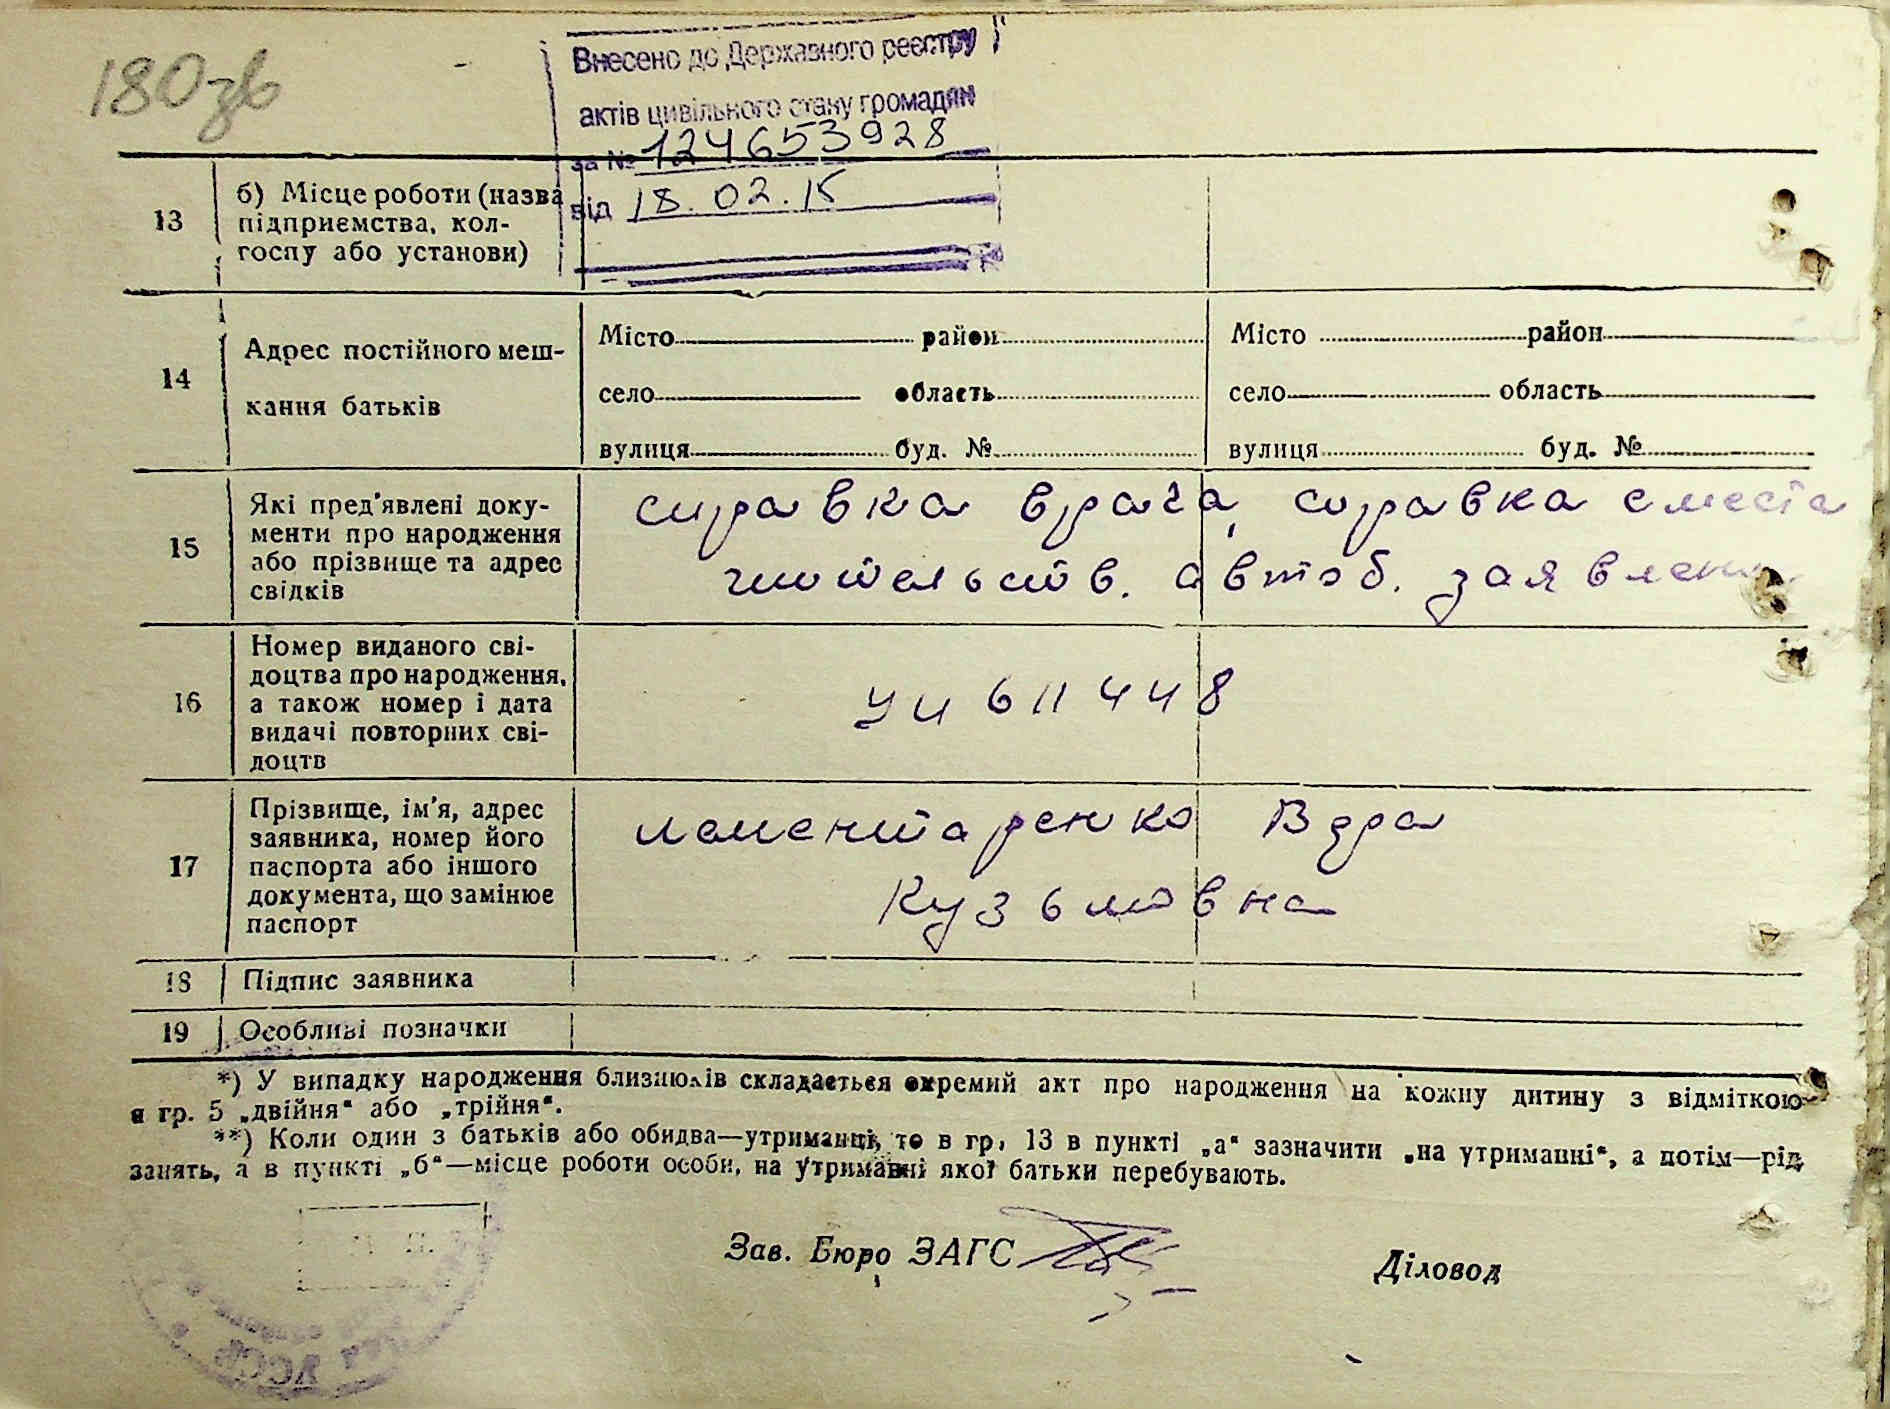 180зв
Внесено до Державного реєстру
актів цивільного стану громадян
за № 124653928
від 18.02.15
13
б) Місце роботи (назва
підприємства, кол-
госпу або установи)
14
Адрес постійного меш-
кання батьків
Місто район
село область
вулиця буд. №
Місто район
село область
вулиця буд. №
15
Які пред'явлені доку-
менти про народження
або прізвище та адрес
свідків
справка врача, справка с места
жительств. автоб. заявлен
16
Номер виданого сві-
доцтва про народження,
а також номер і дата
видачі повторних сві-
доцтв
УИ 611448
17
Прізвище, ім'я, адрес
заявника, номер його
паспорта або іншого
документа, що замінює
паспорт
Лементаренко Вера
Кузьмовна
18 Підпис заявника
19 Особливі позначки
*) У випадку народження близнюків складається окремий акт про народження на кожну дитину з відміткою
в гр. 5 „двійня“ або „трійня“.
**) Коли один з батьків або обидва—утриманці, то в гр. 13 в пункті „а“ зазначити „на утриманні“, а потім—рід
занять, а в пункті „б“—місце роботи особи, на утриманні якої батьки перебувають.
Зав. Бюро ЗАГС
Діловод